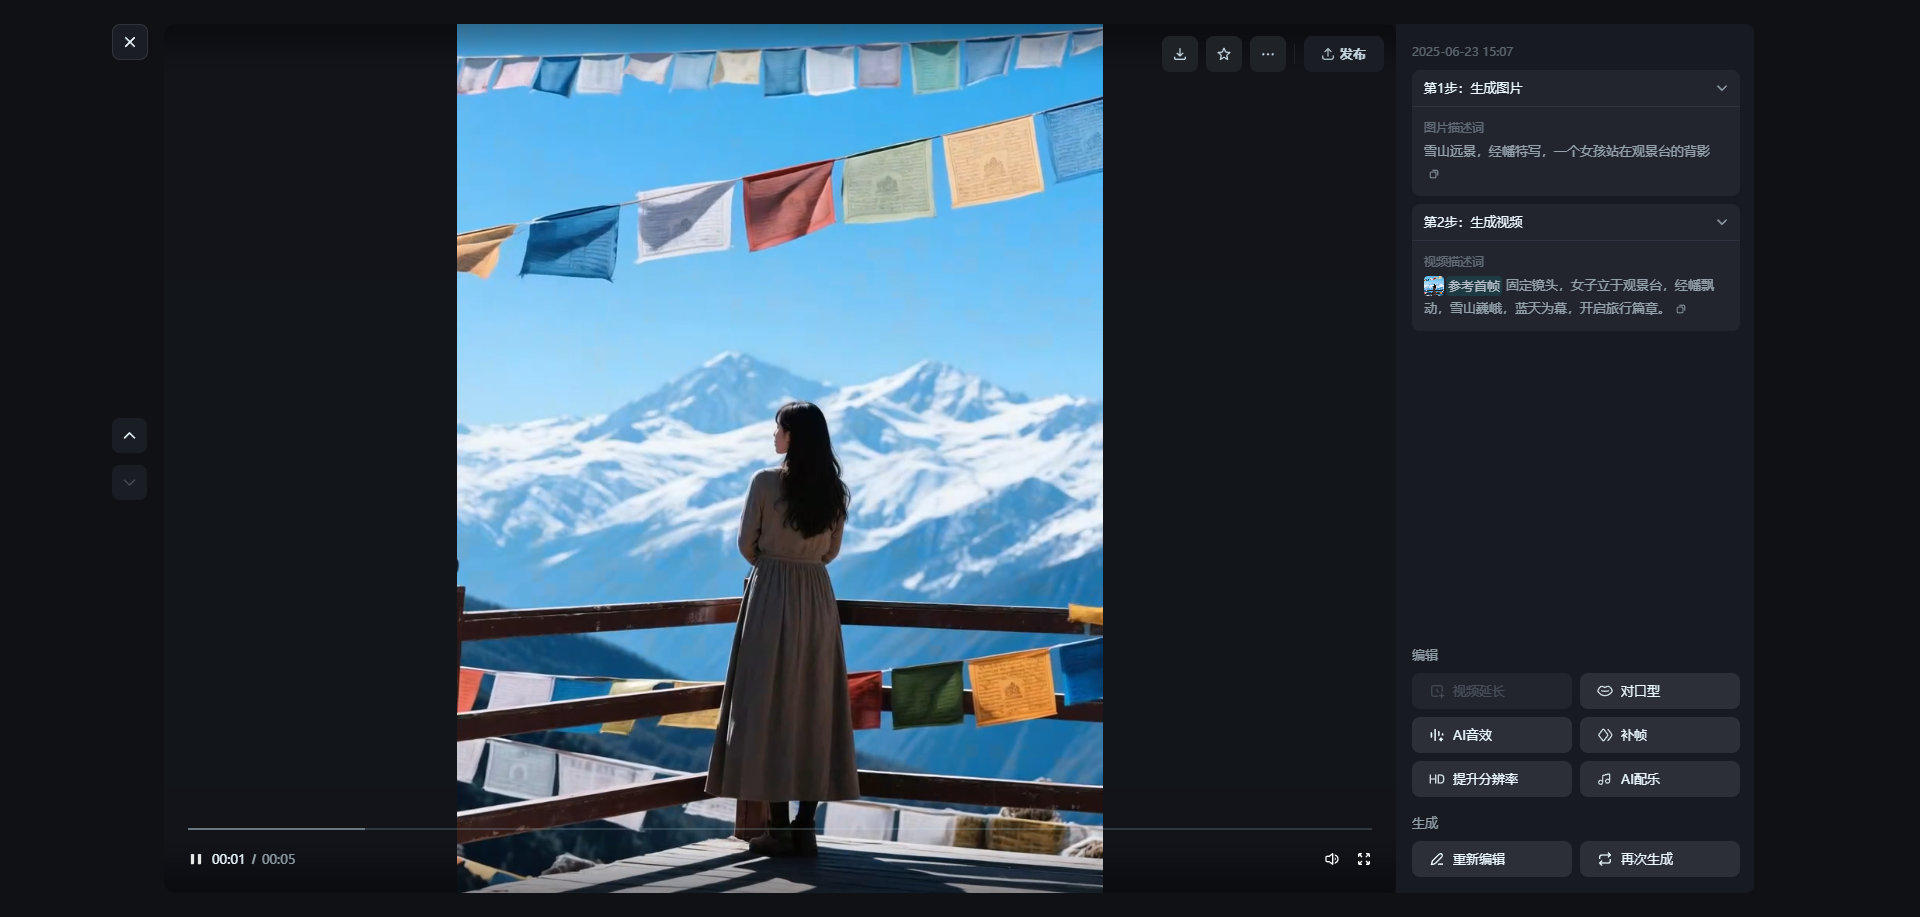 发布
2025-06-23 15:07
第1步：生成图片
图片描述词
雪山远景，经幡特写，一个女孩站在观景台的背影
第2步：生成视频
视频描述词
参考首帧 固定镜头，女子立于观景台，经幡飘
动，雪山巍峨，蓝天为幕，开启旅行篇章。
编辑
视频延长
对口型
AI音效
补帧
HD 提升分辨率
AI配乐
生成
重新编辑
再次生成
00:01 / 00:05